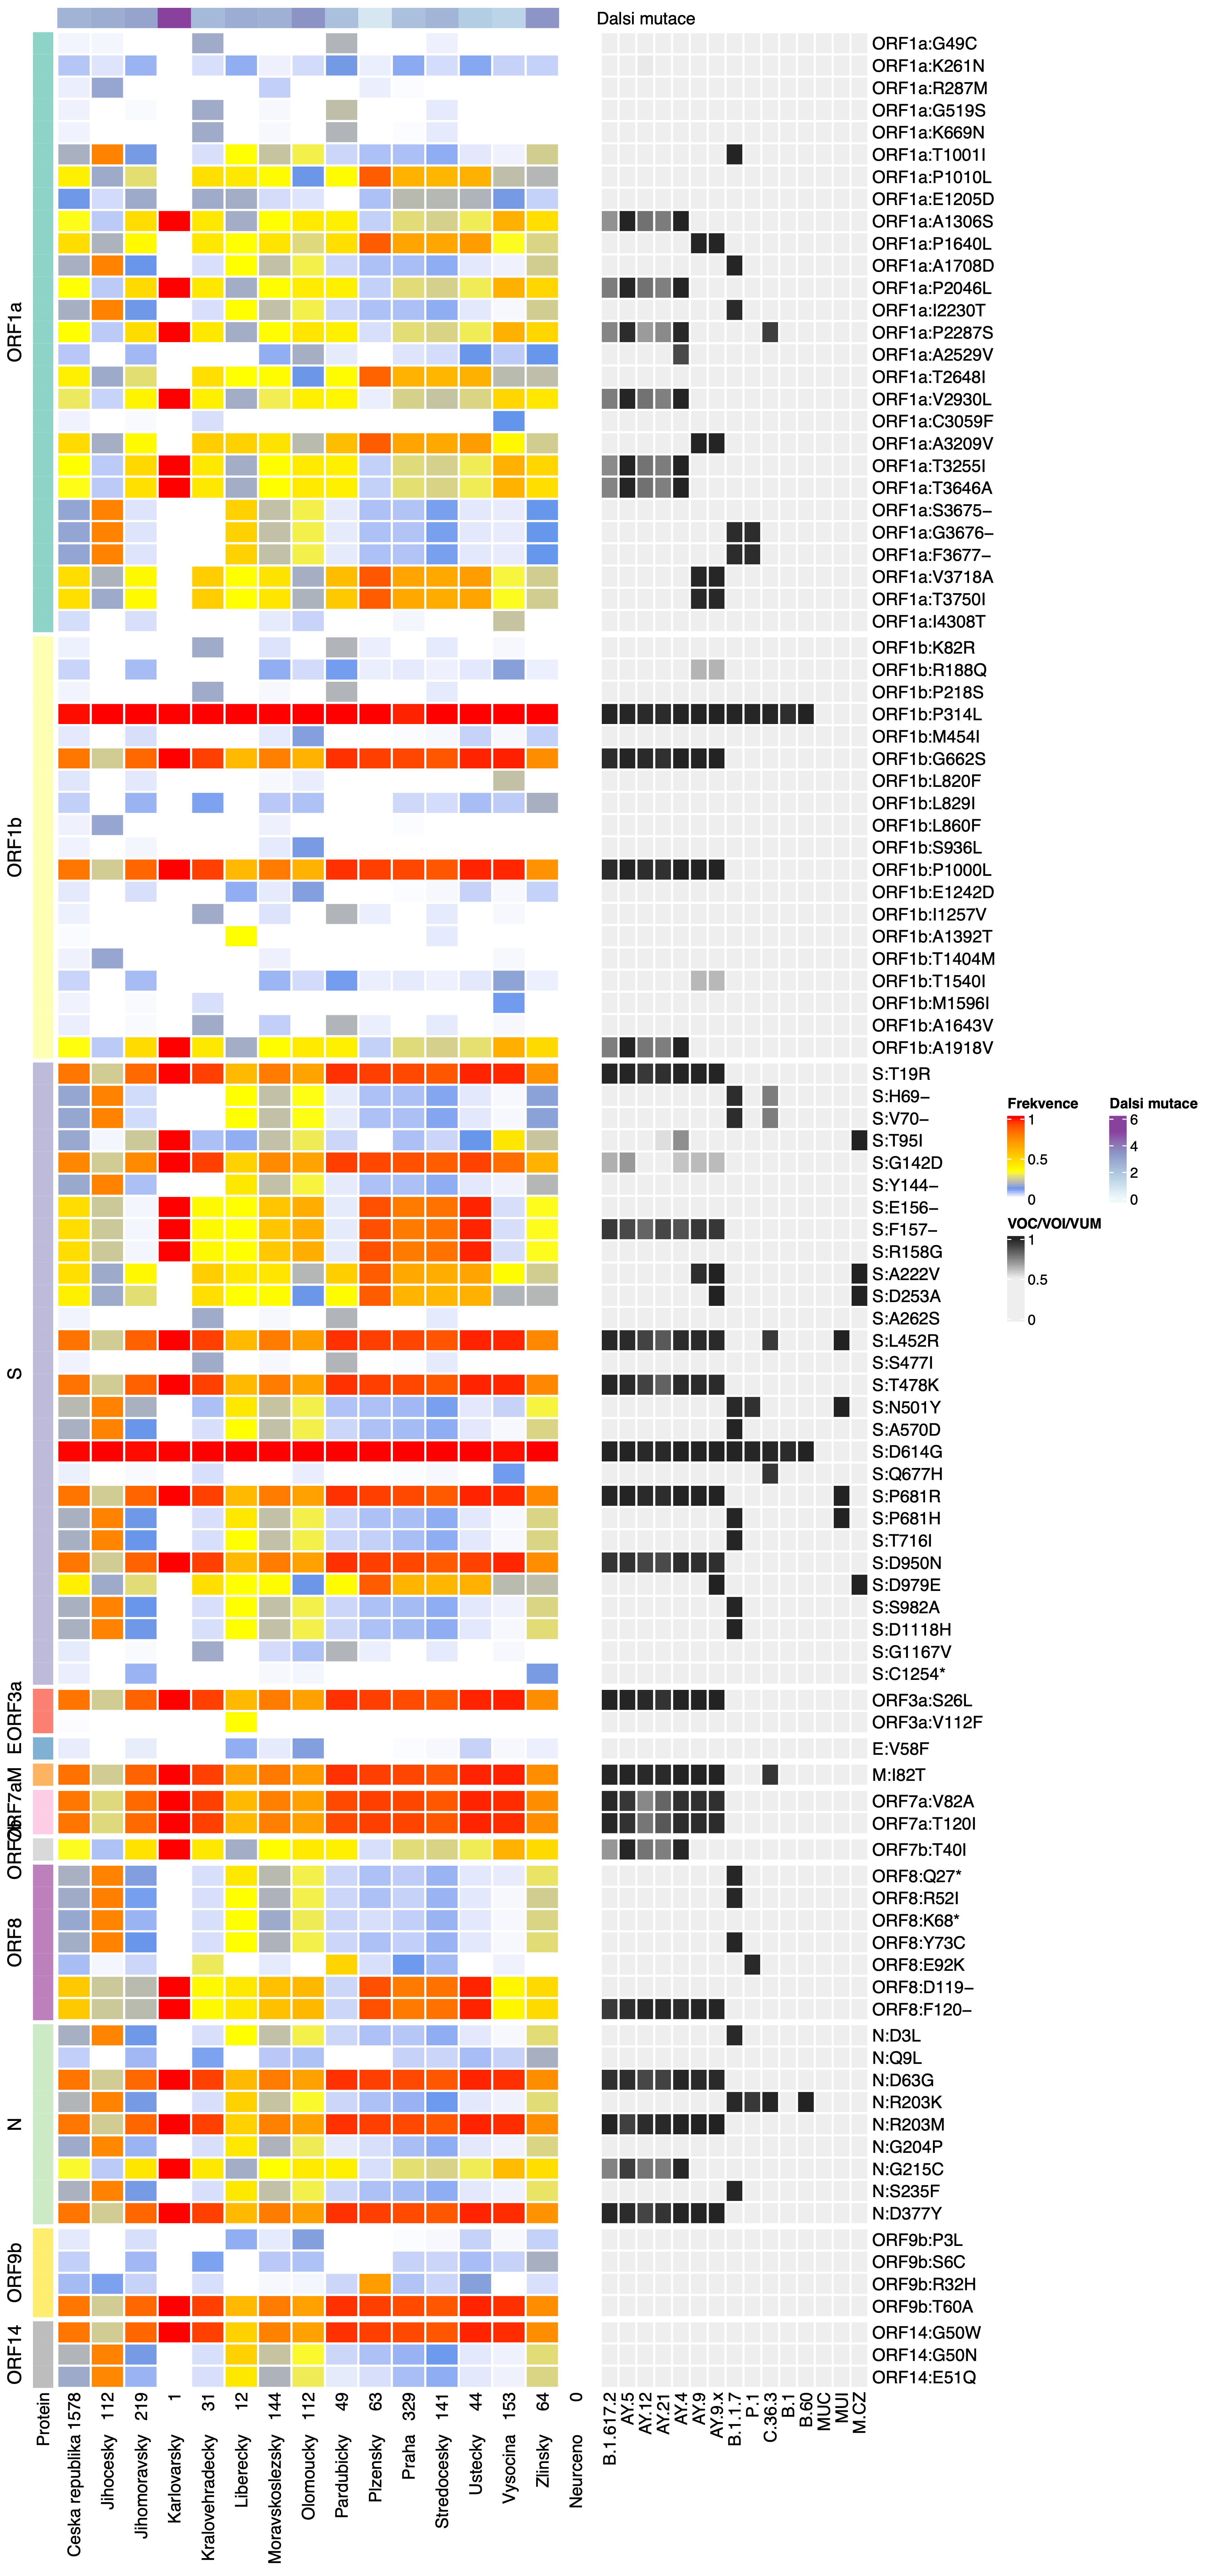 Dalsi mutace
ORF1a:G49C
ORF1a:K261N
ORF1a:R287M
ORF1a:G519S
ORF1a:K669N
ORF1a:T1001I
ORF1a:P1010L
ORF1a:E1205D
ORF1a:A1306S
ORF1a:P1640L
ORF1a:A1708D
ORF1a:P2046L
ORF1a:I2230T
ORF1a:P2287S
ORF1a:A2529V
ORF1a:T2648I
ORF1a:V2930L
ORF1a:C3059F
ORF1a:A3209V
ORF1a:T3255I
ORF1a:T3646A
ORF1a:S3675−
ORF1a:G3676−
ORF1a:F3677−
ORF1a:V3718A
ORF1a:T3750I
ORF1a:I4308T
ORF1a
ORF1b:K82R
ORF1b:R188Q
ORF1b:P218S
ORF1b:P314L
ORF1b:M454I
ORF1b:G662S
ORF1b:L820F
ORF1b:L829I
ORF1b:L860F
ORF1b:S936L
ORF1b:P1000L
ORF1b:E1242D
ORF1b:I1257V
ORF1b:A1392T
ORF1b:T1404M
ORF1b:T1540I
ORF1b:M1596I
ORF1b:A1643V
ORF1b:A1918V
ORF1b
S:T19R
S:H69−
S:V70−
S:T95I
S:G142D
S:Y144−
S:E156−
S:F157−
S:R158G
S:A222V
S:D253A
S:A262S
S:L452R
S:S477I
S:T478K
S:N501Y
S:A570D
S:D614G
S:Q677H
S:P681R
S:P681H
S:T716I
S:D950N
S:D979E
S:S982A
S:D1118H
S:G1167V
S:C1254*
S
ORF3a:S26L
ORF3a:V112F
ORF3a
E:V58F
E
M:I82T
M
ORF7a:V82A
ORF7a:T120I
ORF7a
ORF7b:T40I
ORF7b
ORF8:Q27*
ORF8:R52I
ORF8:K68*
ORF8:Y73C
ORF8:E92K
ORF8:D119−
ORF8:F120−
ORF8
N:D3L
N:Q9L
N:D63G
N:R203K
N:R203M
N:G204P
N:G215C
N:S235F
N:D377Y
N
ORF9b:P3L
ORF9b:S6C
ORF9b:R32H
ORF9b:T60A
ORF9b
ORF14:G50W
ORF14:G50N
ORF14:E51Q
ORF14
Protein
Ceska republika 1578
Jihocesky 112
Jihomoravsky 219
Karlovarsky 1
Kralovehradecky 31
Liberecky 12
Moravskoslezsky 144
Olomoucky 112
Pardubicky 49
Plzensky 63
Praha 329
Stredocesky 141
Ustecky 44
Vysocina 153
Zlinsky 64
Neurceno 0
B.1.617.2
AY.5
AY.12
AY.21
AY.4
AY.9
AY.9.x
B.1.1.7
P.1
C.36.3
B.1
B.60
MUC
MUI
M.CZ
Frekvence
1
0.5
0
Dalsi mutace
6
4
2
0
VOC/VOI/VUM
1
0.5
0